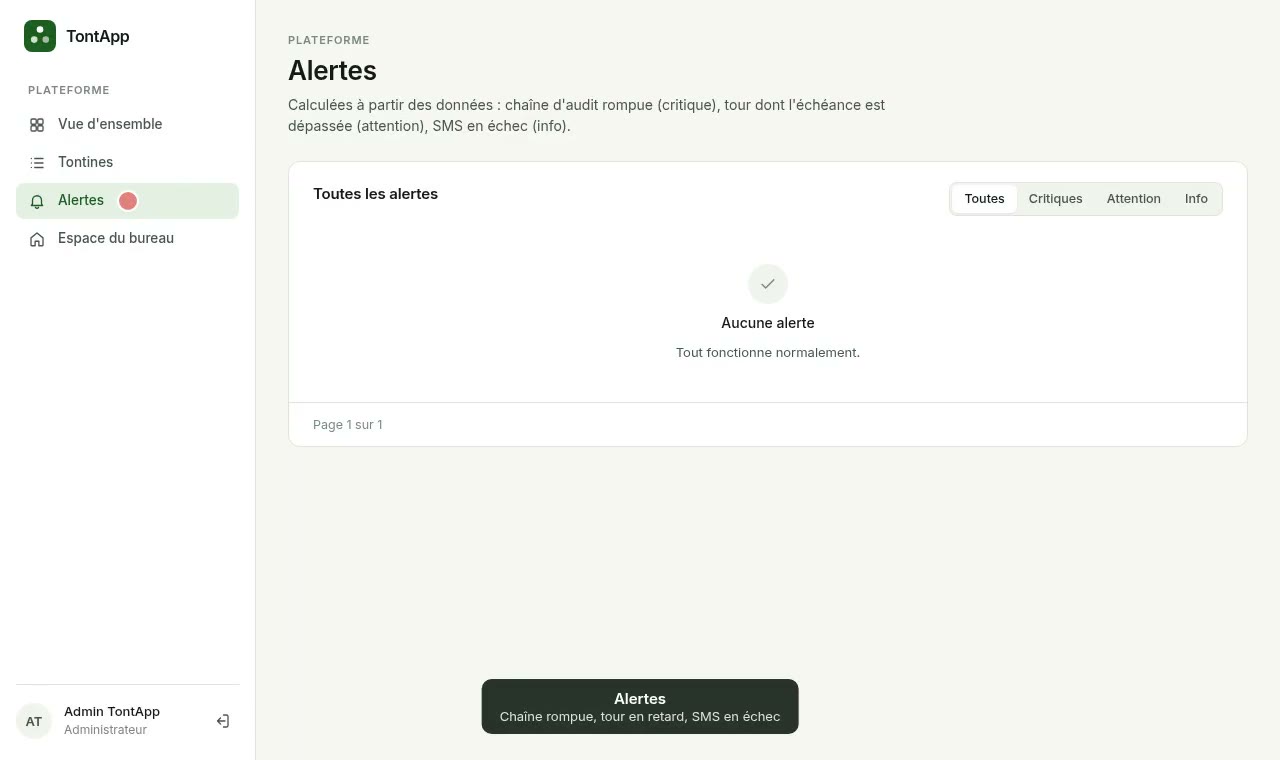 TontApp
PLATEFORME
Vue d'ensemble
Tontines
Alertes
Espace du bureau
AT
Admin TontApp
Administrateur
PLATEFORME
Alertes
Calculées à partir des données : chaîne d'audit rompue (critique), tour dont l'échéance est
dépassée (attention), SMS en échec (info).
Toutes les alertes
Toutes
Critiques
Attention
Info
Aucune alerte
Tout fonctionne normalement.
Page 1 sur 1
Alertes
Chaîne rompue, tour en retard, SMS en échec